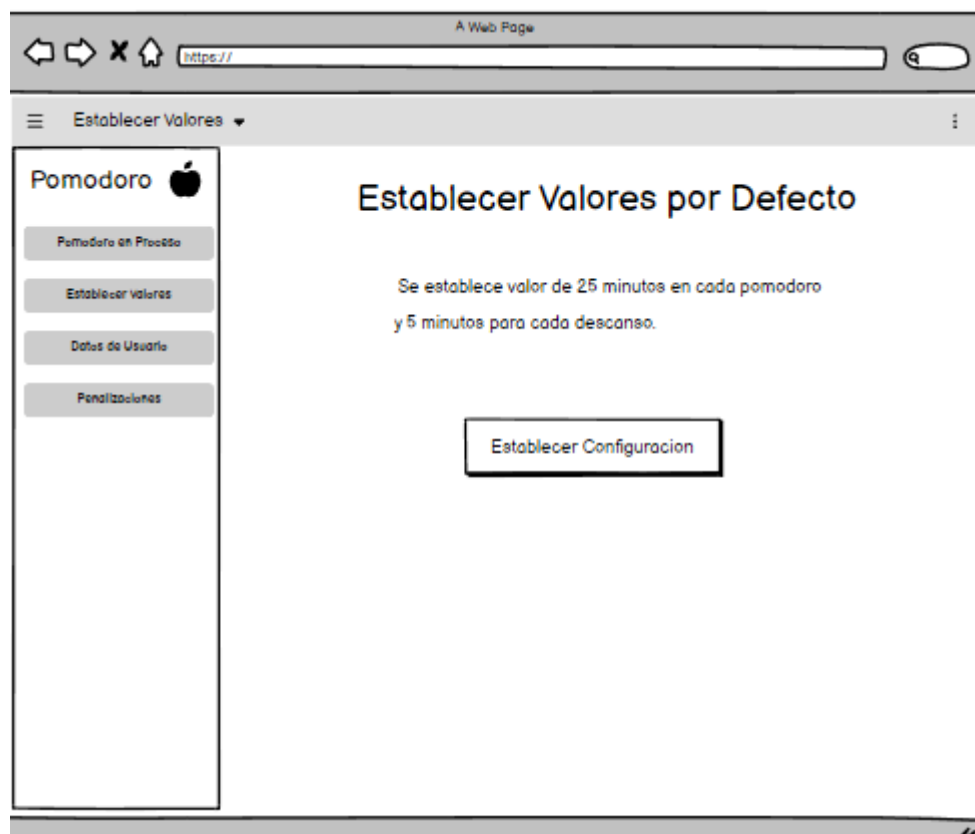 A Web Page
https://
Establecer Valores
Pomodoro
Establecer Valores por Defecto
Pomodoro en Proceso
Se establece valor de 25 minutos en cada pomodoro
Establecer valores
y 5 minutos para cada descanso.
Datos de Usuario
Penalizaciones
Establecer Configuracion